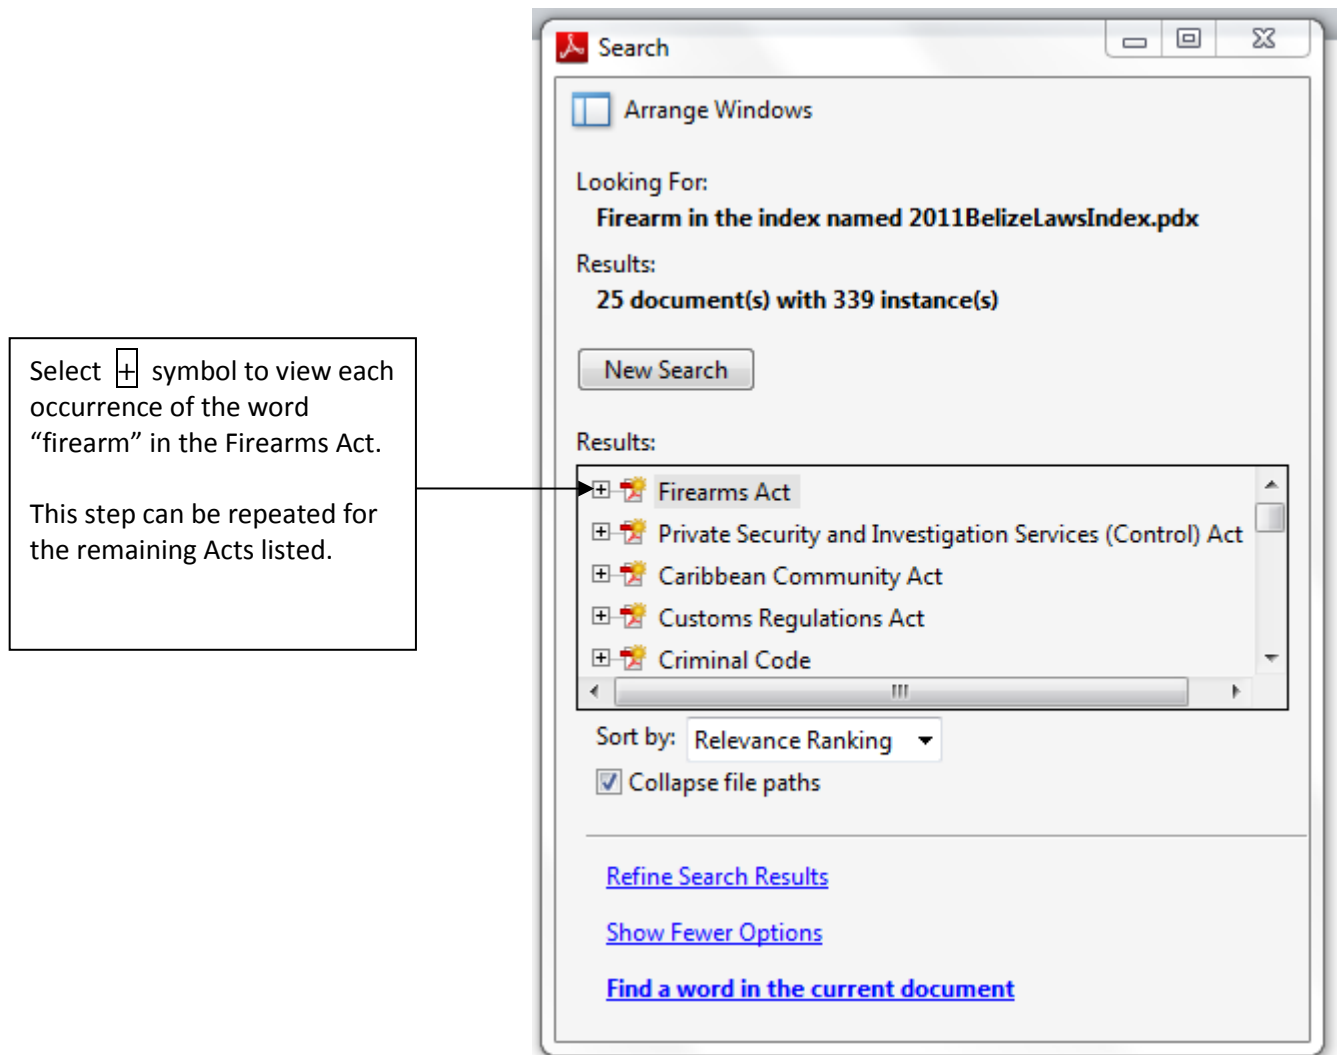 Search
Arrange Windows
Looking For:
Firearm in the index named 2011BelizeLawsIndex.pdx
Results:
25 document(s) with 339 instance(s)
New Search
Select + symbol to view each
occurrence of the word
“firearm” in the Firearms Act.
This step can be repeated for
the remaining Acts listed.
Results:
Firearms Act
Private Security and Investigation Services (Control) Act
Caribbean Community Act
Customs Regulations Act
Criminal Code
Sort by: Relevance Ranking
Collapse file paths
Refine Search Results
Show Fewer Options
Find a word in the current document